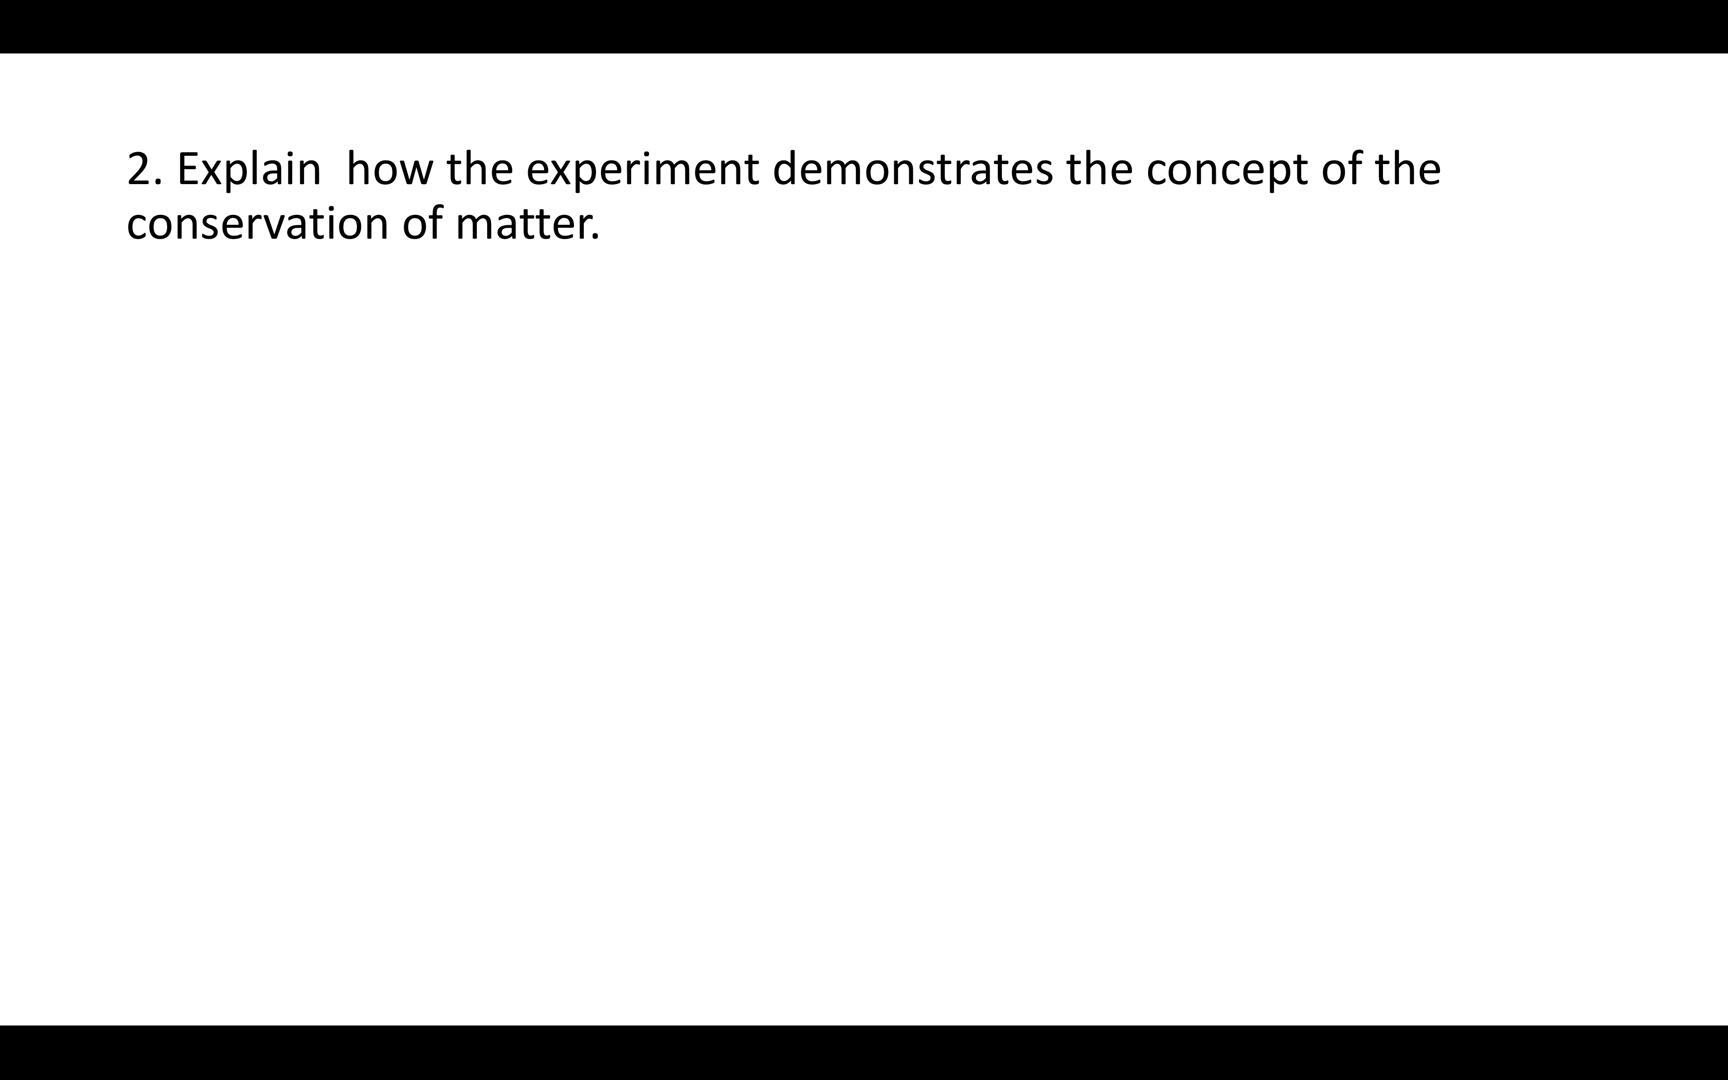 2. Explain  how the experiment demonstrates the concept of the
conservation of matter.